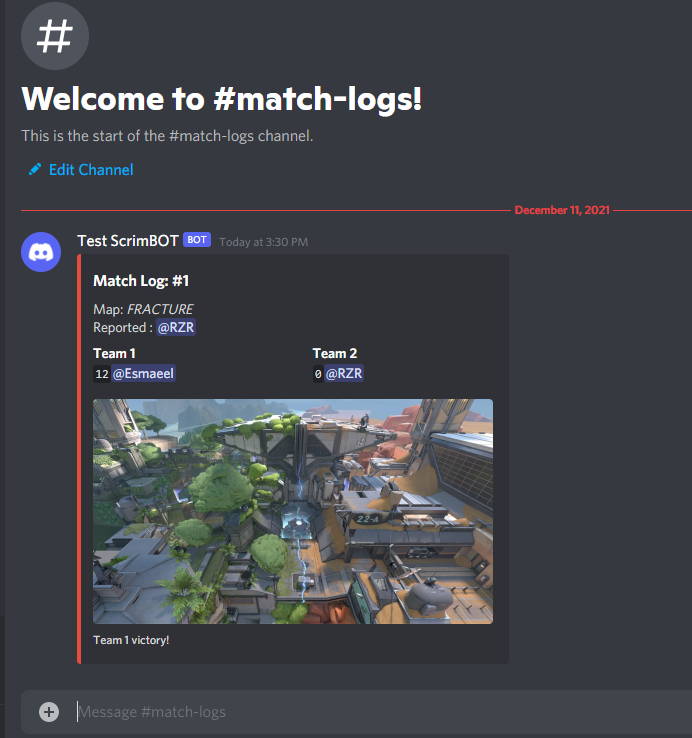 #
Welcome to #match-logs!
This is the start of the #match-logs channel.
Edit Channel
December 11, 2021
Test ScrimBOT BOT Today at 3:30 PM
Match Log: #1
Map: FRACTURE
Reported : @RZR
Team 1 Team 2
12 @Esmaeel 0 @RZR
22-A
Team 1 victory!
Message #match-logs